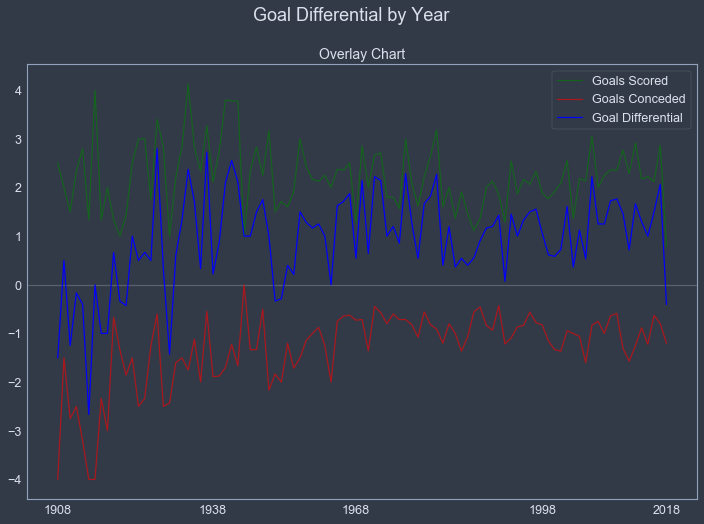 Goal Differential by Year
Overlay Chart
Goals Scored
Goals Conceded
Goal Differential
4
3
2
1
0
−1
−2
−3
−4
1908 1938 1968 1998 2018